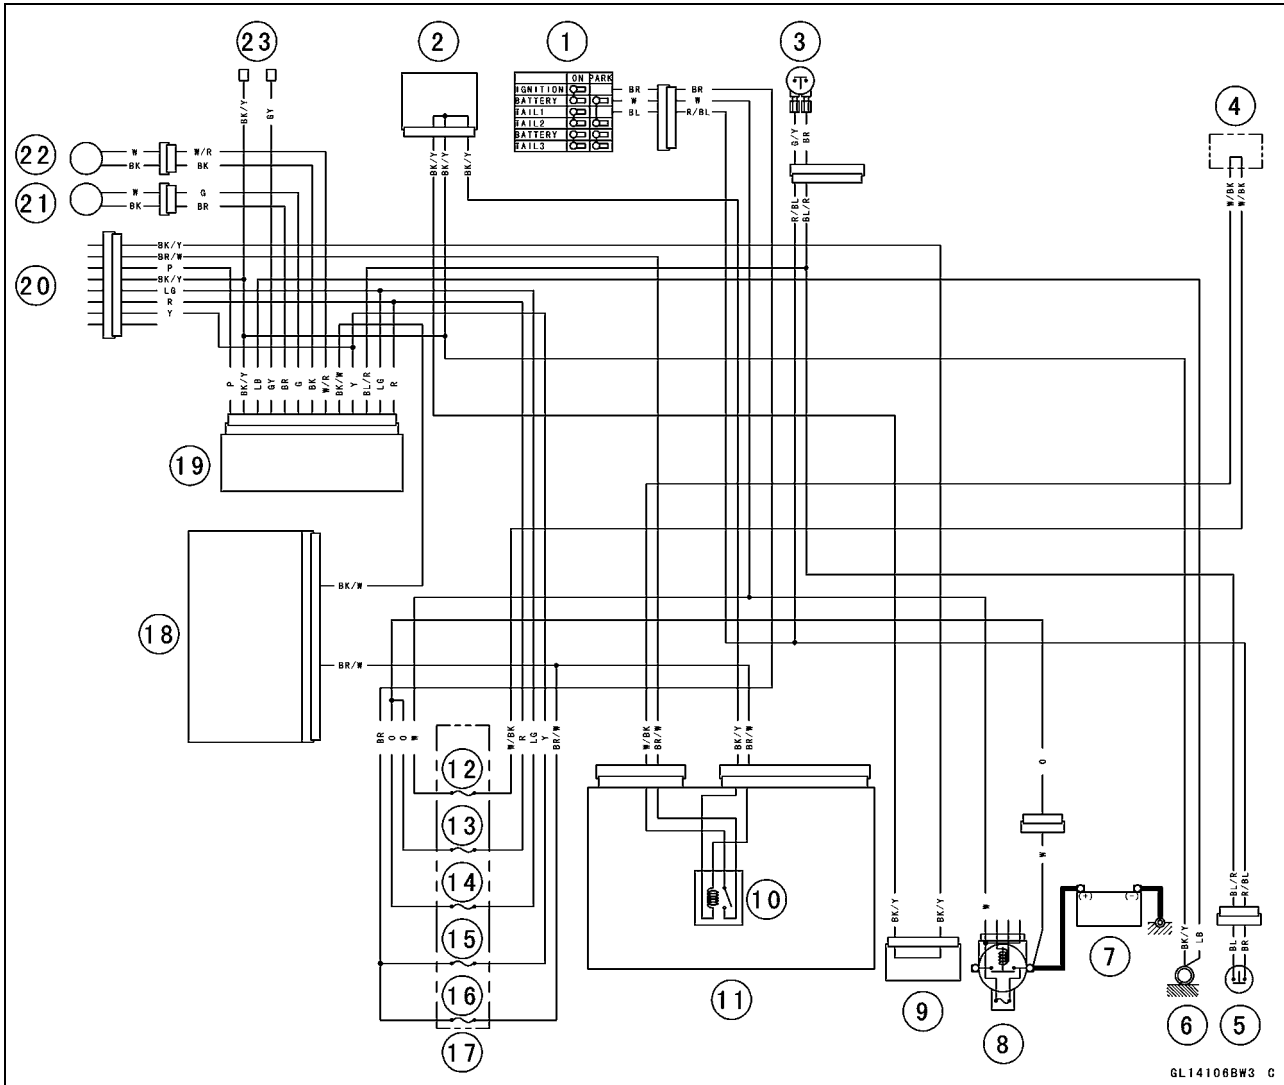 23
2
1
3
4
ON PARK
IGNITION
BATTERY
TAIL1
TAIL2
BATTERY
TAIL3
BR BR
W W
BL R/BL
BK/Y GY
G/Y BR
BK/Y BK/Y BK/Y
R/BL BL/R
W/BK W/BK
22
W W/R
BK BK
21
W G
BK BR
20
BK/Y
BR/W
P
BK/Y
LG
R
Y
P BK/Y LB GY BR G BK W/R BK/W Y BL/R LG R
19
18
BK/W
BR/W
BR O O W
W/BK R LG Y BR/W
W/BK BR/W
BK/Y BR/W
O
W
12
13
14
15
16
17
10
11
BK/Y BK/Y
9
W
8
(+) (-)
7
BK/Y LB
6
BL/R R/BL
BL BR
5
GL14106BW3 C